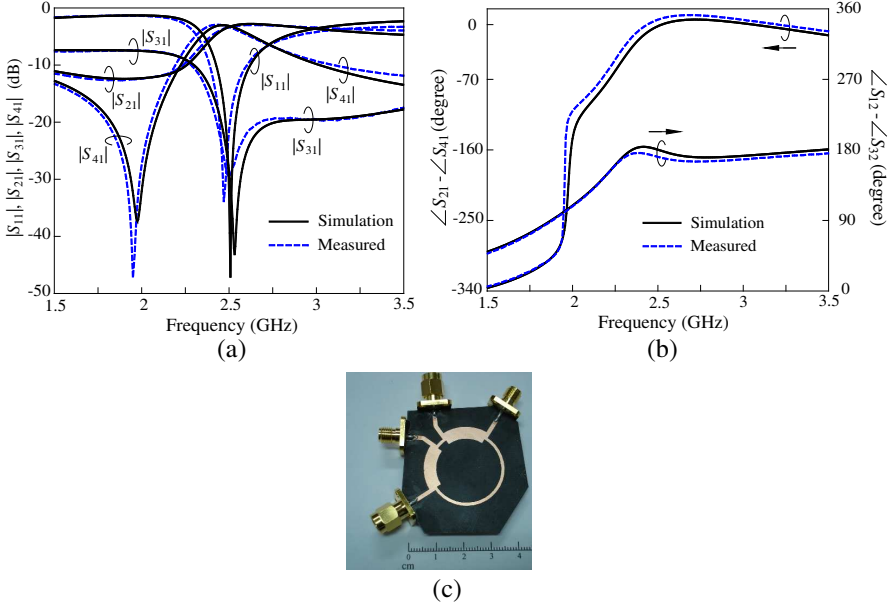 0
-10
-20
-30
-40
-50
|S11|, |S21|, |S31|, |S41| (dB)
|S31|
|S21|
|S41|
|S11|
|S41|
|S31|
Simulation
Measured
1.5 2 2.5 3 3.5
Frequency (GHz)
(a)
0
-70
-160
-250
-340
∠S21-∠S41 (degree)
360
270
180
90
0
∠S12-∠S32 (degree)
Simulation
Measured
1.5 2 2.5 3 3.5
Frequency (GHz)
(b)
0 1 2 3 4
cm
(c)